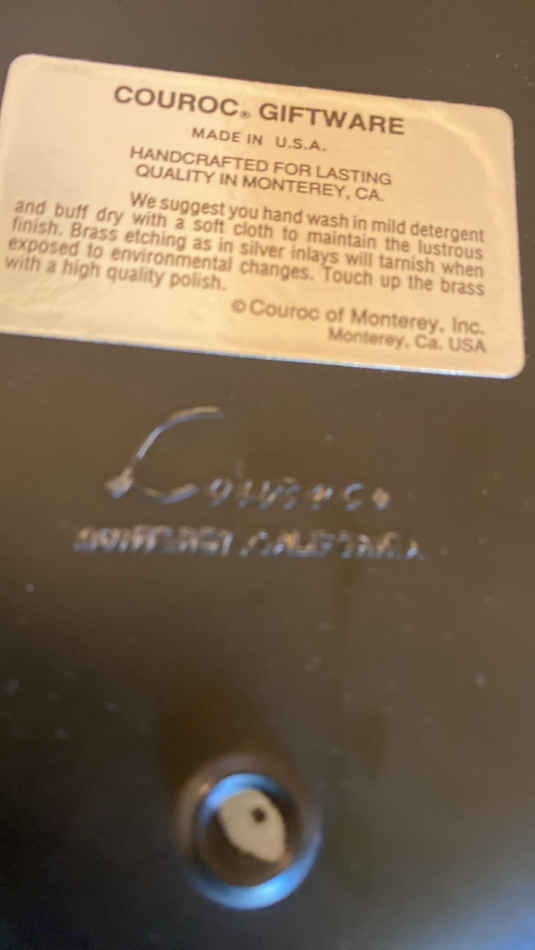 COUROC® GIFTWARE
MADE IN U.S.A.
HANDCRAFTED FOR LASTING
QUALITY IN MONTEREY, CA.
We suggest you hand wash in mild detergent
and buff dry with a soft cloth to maintain the lustrous
finish. Brass etching as in silver inlays will tarnish when
exposed to environmental changes. Touch up the brass
with a high quality polish.
© Couroc of Monterey, Inc.
Monterey, Ca. USA
Couroc
MONTEREY, CALIFORNIA